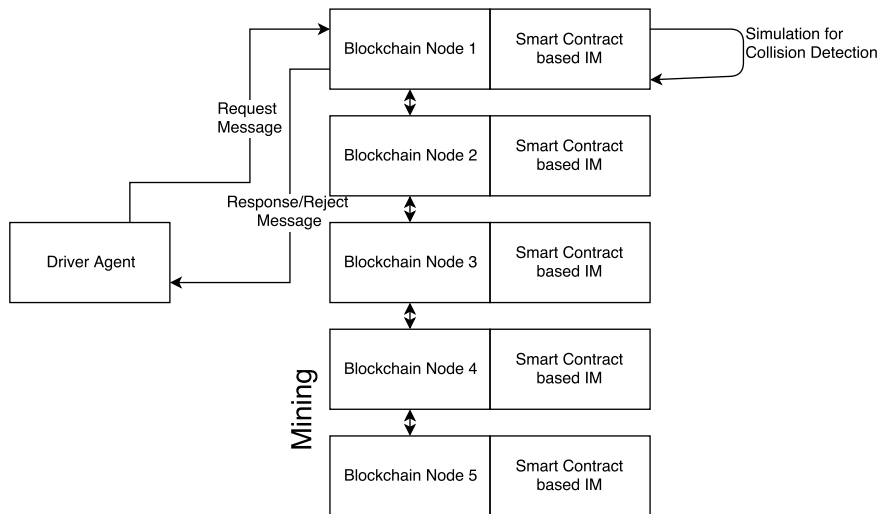 Blockchain Node 1
Smart Contract
based IM
Simulation for
Collision Detection
Request
Message
Blockchain Node 2
Smart Contract
based IM
Response/Reject
Message
Driver Agent
Blockchain Node 3
Smart Contract
based IM
Mining
Blockchain Node 4
Smart Contract
based IM
Blockchain Node 5
Smart Contract
based IM